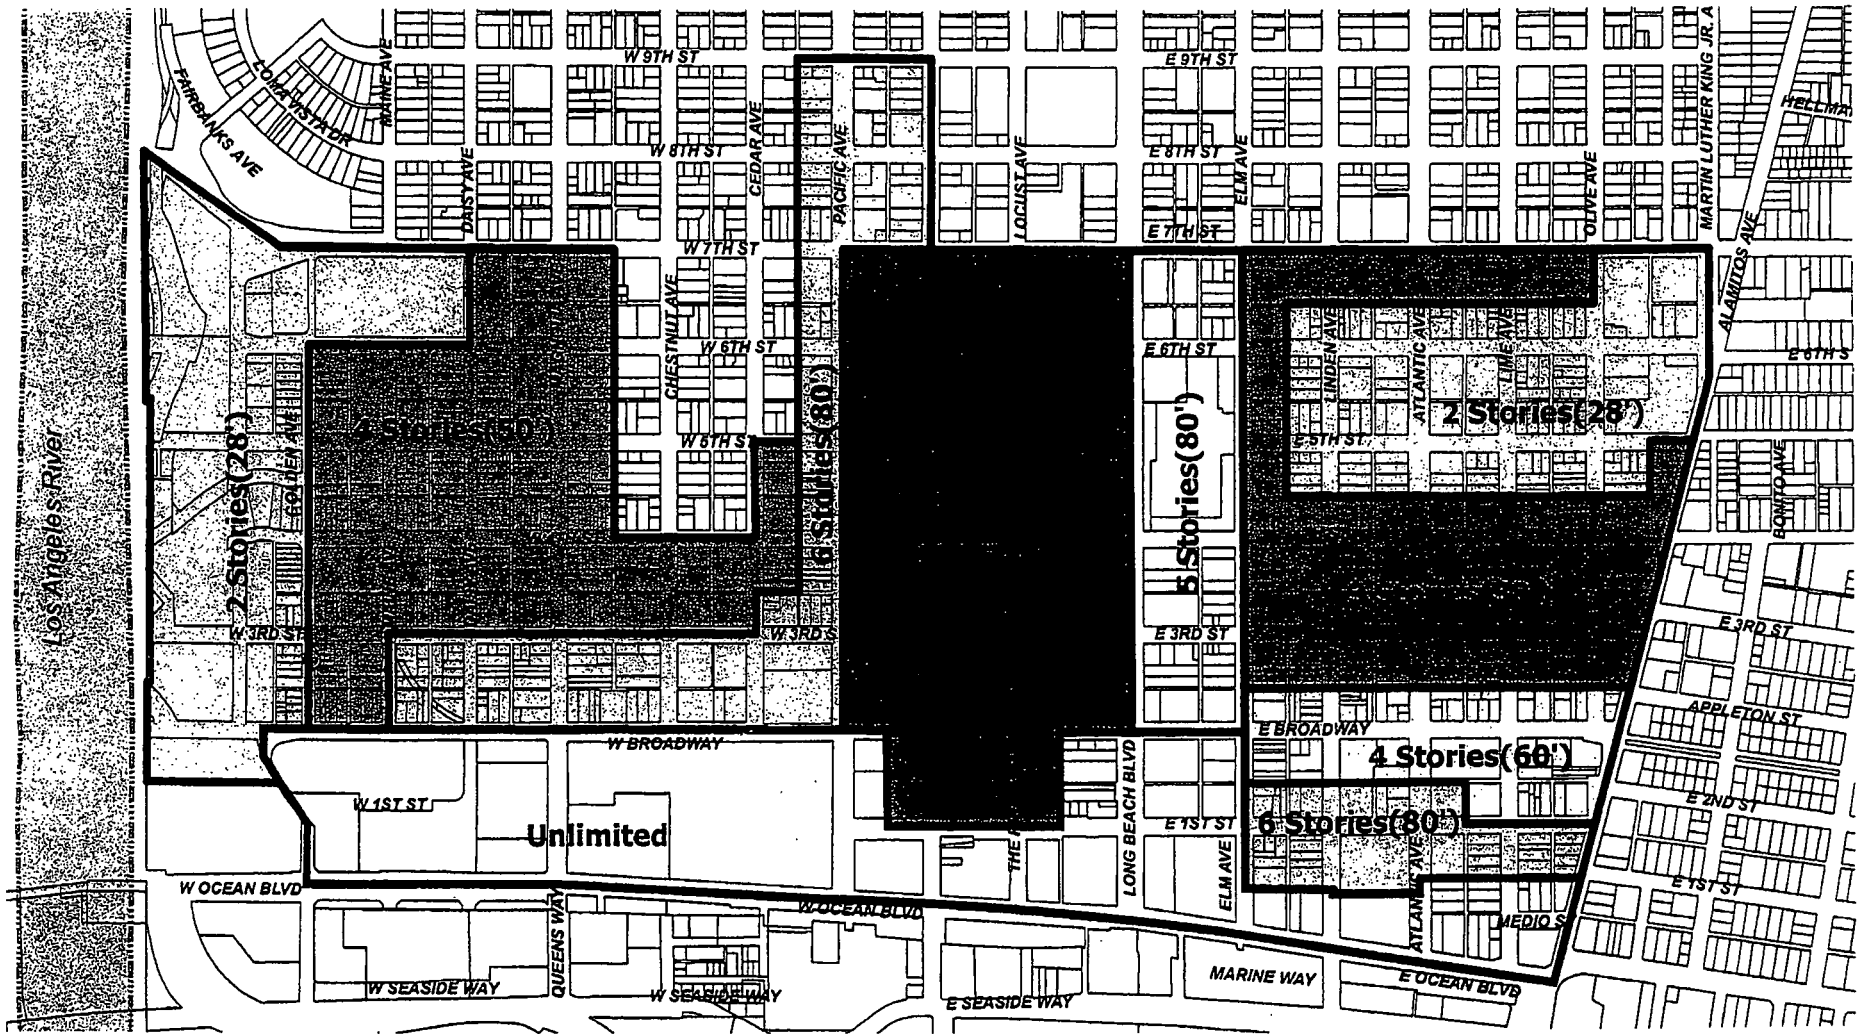 W 9TH ST
E 9TH ST
MAINE AVE
LOMA VISTA DR
FAIRBANKS AVE
MARTIN LUTHER KING JR. A
HELLMA
W 8TH ST
CEDAR AVE
PACIFIC AVE
LOCUST AVE
E 8TH ST
ELM AVE
OLIVE AVE
DAISY AVE
W 7TH ST
E 7TH ST
ALAMITOS AVE
CHESTNUT AVE
W 6TH ST
E 6TH ST
LINDEN AVE
ATLANTIC AVE
LIME AVE
E 6TH S
Los Angeles River
2 Stories(28')
GOLDEN AVE
4 Stories(50')
W 5TH ST
6 Stories(80')
5 Stories(80')
2 Stories(28')
E 5TH ST
BONITO AVE
W 3RD ST
W 3RD S
E 3RD ST
E 3RD ST
APPLETON ST
W BROADWAY
E BROADWAY
4 Stories(60')
LONG BEACH BLVD
E 2ND ST
W 1ST ST
Unlimited
E 1ST ST
6 Stories(80')
ATLANTIC AVE
ELM AVE
E 1ST ST
W OCEAN BLVD
W OCEAN BLVD
QUEENS WAY
MEDIO S
W SEASIDE WAY
W SEASIDE WAY
E SEASIDE WAY
MARINE WAY
E OCEAN BLVD